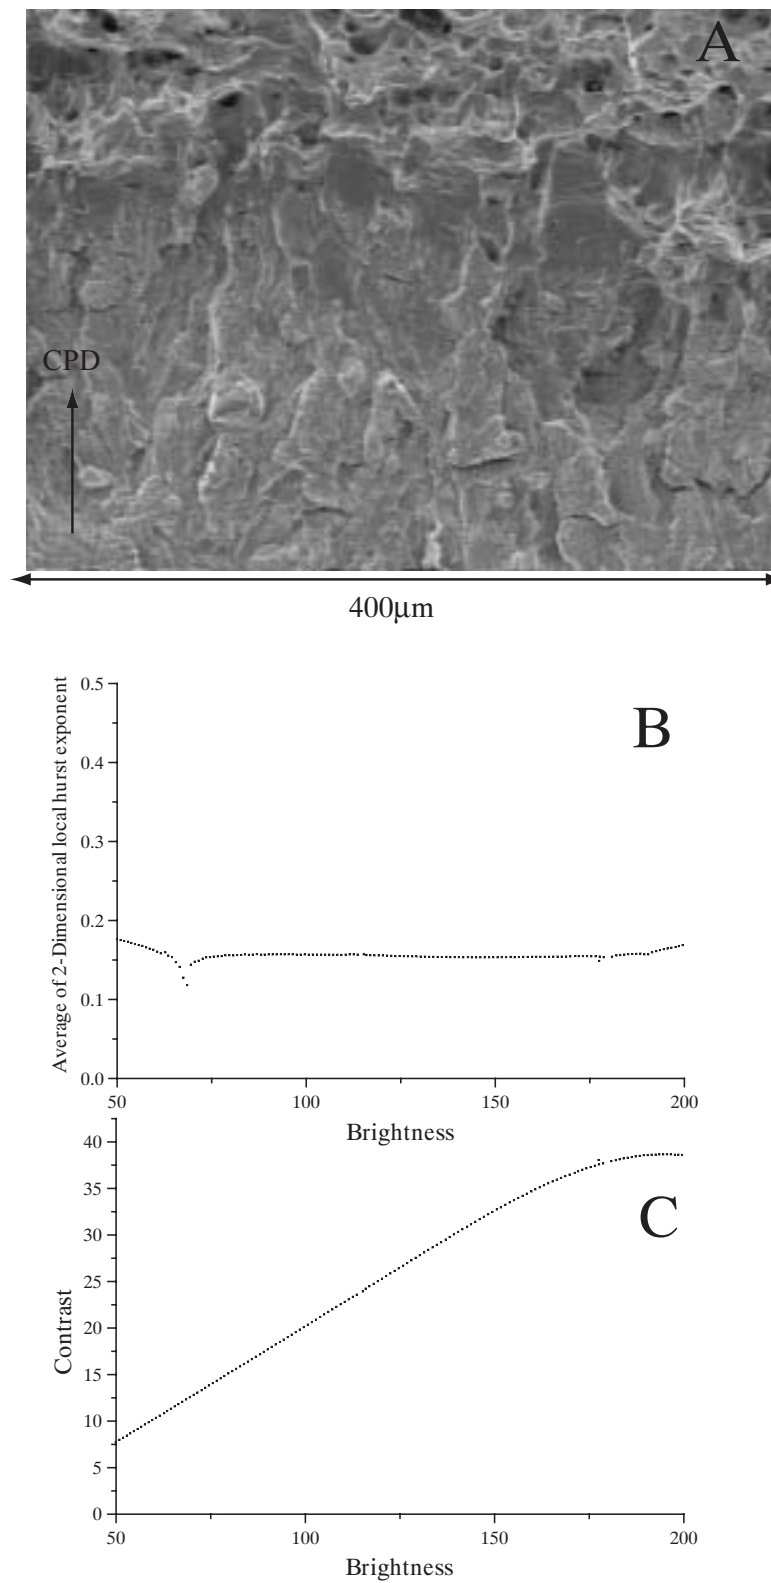 A
CPD
400μm
B
Average of 2-Dimensional local hurst exponent
0.5
0.4
0.3
0.2
0.1
0.0
50 100 150 200
Brightness
C
Contrast
40
35
30
25
20
15
10
5
0
50 100 150 200
Brightness